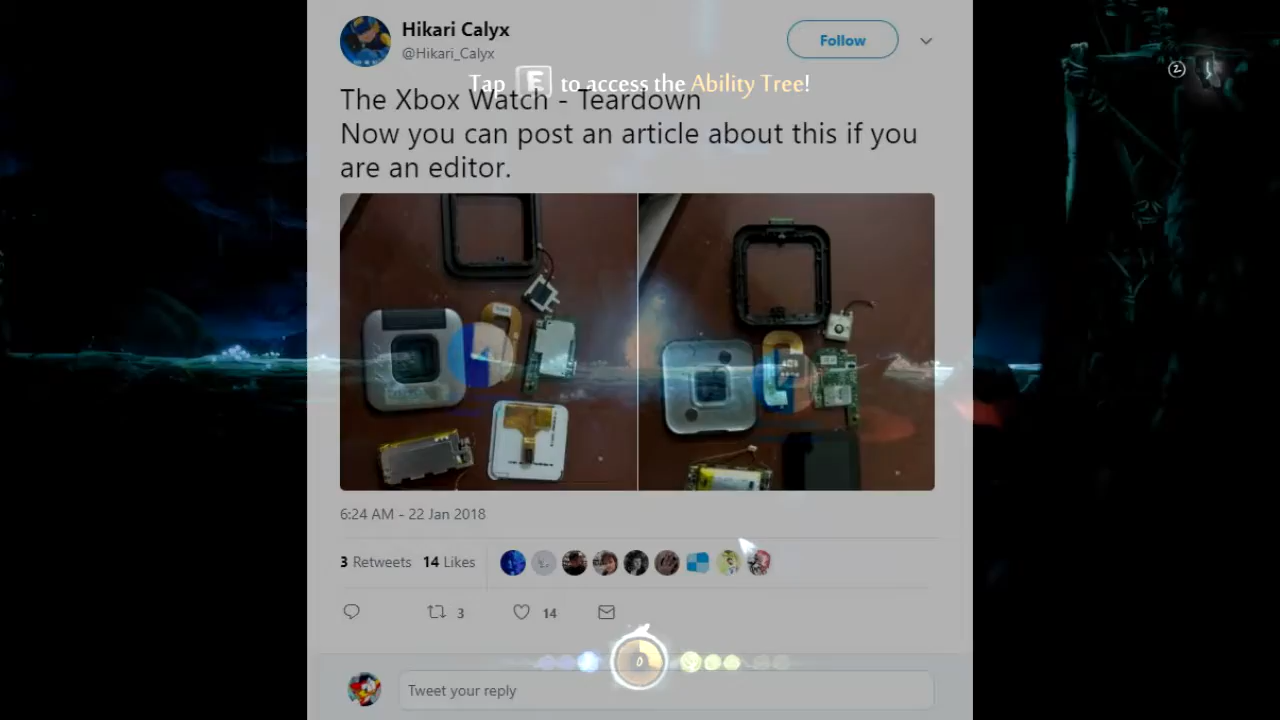 Hikari Calyx
@Hikari_Calyx
Follow
2
Tap E to access the Ability Tree!
The Xbox Watch - Teardown
Now you can post an article about this if you
are an editor.
6:24 AM - 22 Jan 2018
3 Retweets 14 Likes
3 14
0
Tweet your reply